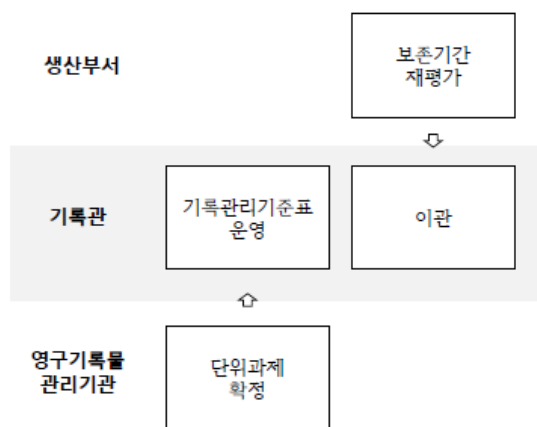 생산부서
보존기간
재평가
기록관
기록관리기준표
운영
이관
영구기록물
관리기관
단위과제
확정